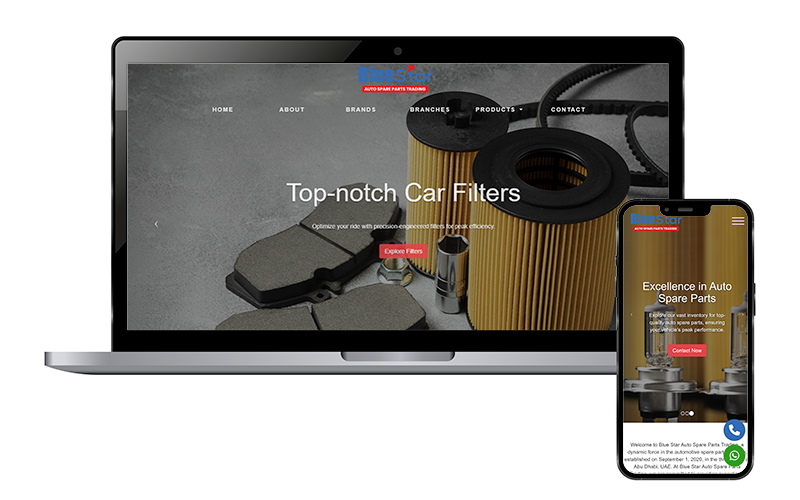 Blue Star
AUTO SPARE PARTS TRADING
HOME ABOUT BRANDS BRANCHES PRODUCTS CONTACT
Top-notch Car Filters
Optimize your ride with precision-engineered filters for peak efficiency.
Explore Filters
Blue Star
AUTO SPARE PARTS TRADING
Excellence in Auto
Spare Parts
Explore our vast inventory for top-
quality auto spare parts, ensuring
your vehicle's peak performance.
Contact Now
Welcome to Blue Star Auto Spare Parts Trading, a
dynamic force in the automotive spare parts
established on September 1, 2020, in the
Abu Dhabi, UAE. At Blue Star Auto Spare Parts